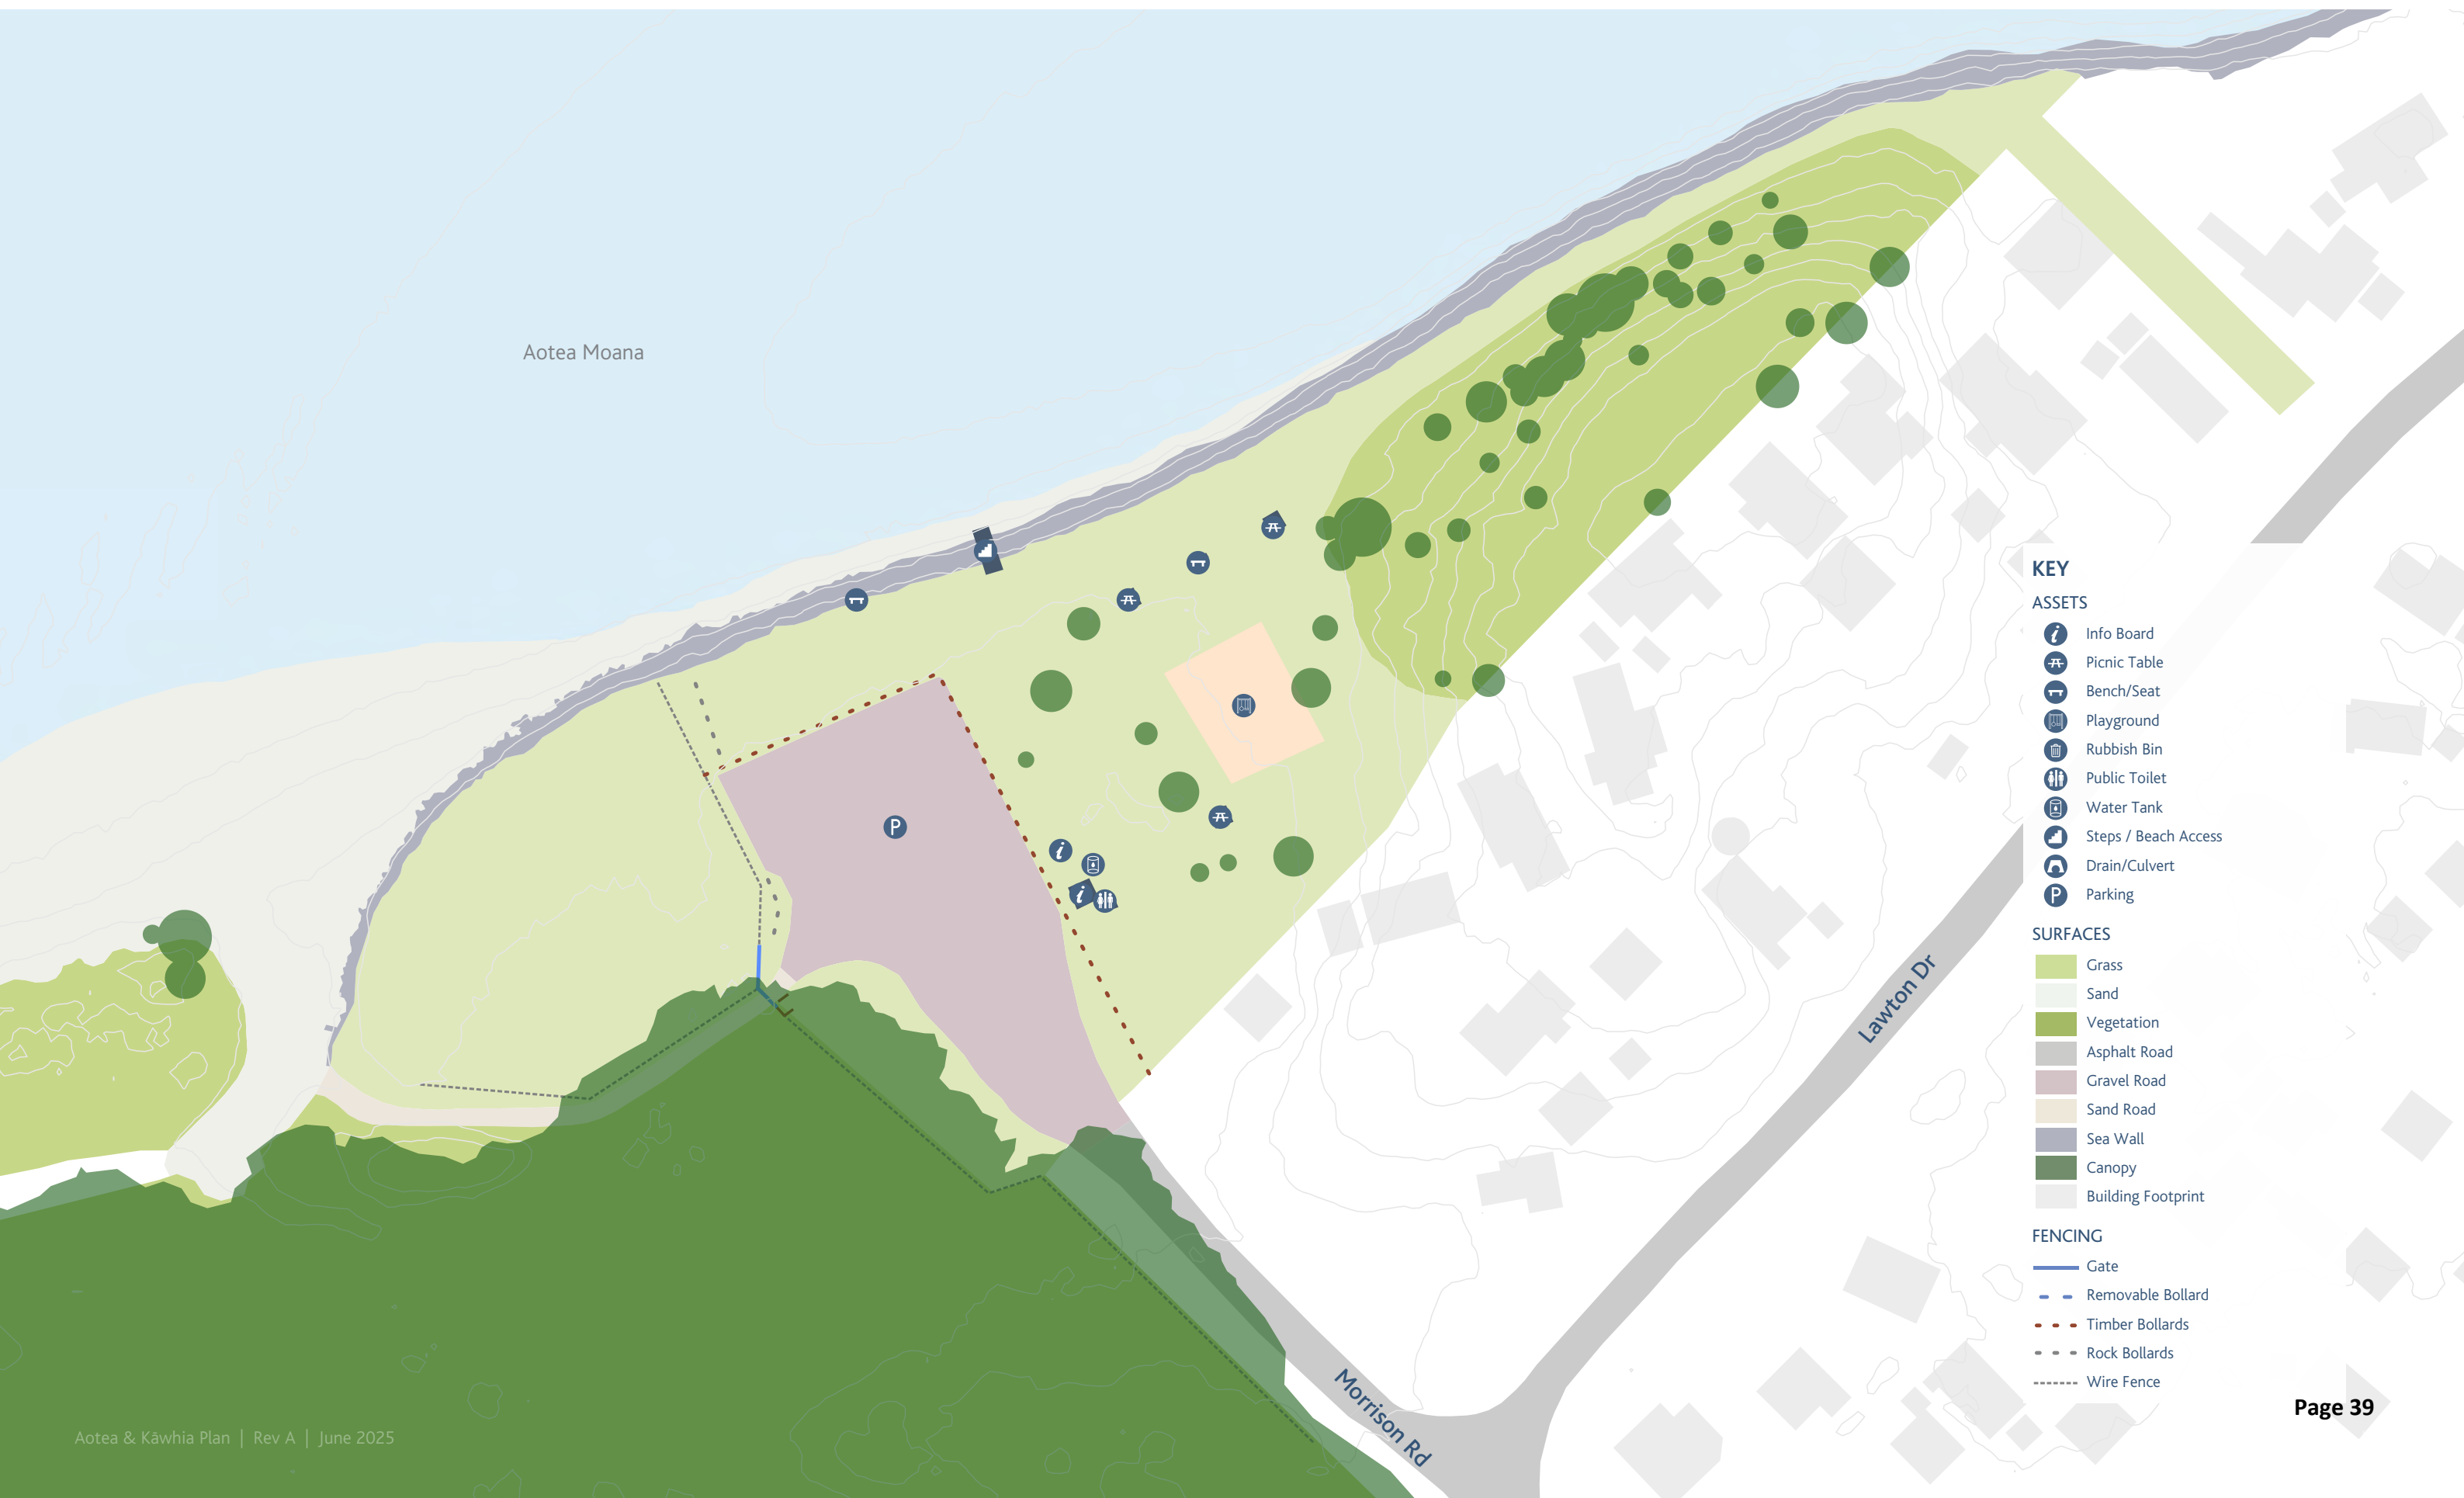 Aotea Moana
KEY
ASSETS
Info Board
Picnic Table
Bench/Seat
Playground
Rubbish Bin
Public Toilet
Water Tank
Steps / Beach Access
Drain/Culvert
P Parking
SURFACES
Grass
Sand
Vegetation
Asphalt Road
Gravel Road
Sand Road
Sea Wall
Canopy
Building Footprint
FENCING
Gate
Removable Bollard
Timber Bollards
Rock Bollards
Wire Fence
P
Lawton Dr
Morrison Rd
Page 39
Aotea & Kāwhia Plan | Rev A | June 2025